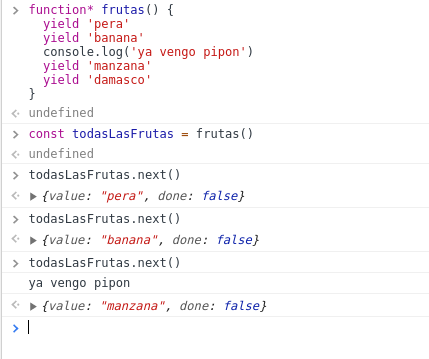 function* frutas() {
yield 'pera'
yield 'banana'
console.log('ya vengo pipon')
yield 'manzana'
yield 'damasco'
}
undefined
const todasLasFrutas = frutas()
undefined
todasLasFrutas.next()
{value: "pera", done: false}
todasLasFrutas.next()
{value: "banana", done: false}
todasLasFrutas.next()
ya vengo pipon
{value: "manzana", done: false}